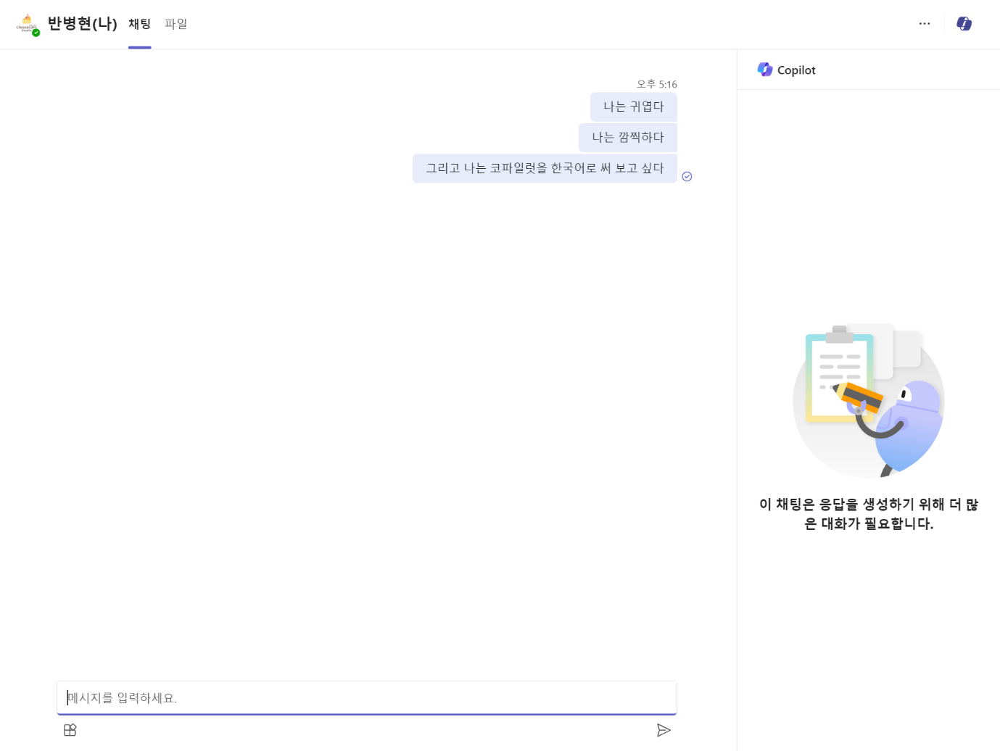 반병현(나) 채팅 파일
Copilot
오후 5:16
나는 귀엽다
나는 깜찍하다
그리고 나는 코파일럿을 한국어로 써 보고 싶다
이 채팅은 응답을 생성하기 위해 더 많
은 대화가 필요합니다.
메시지를 입력하세요.